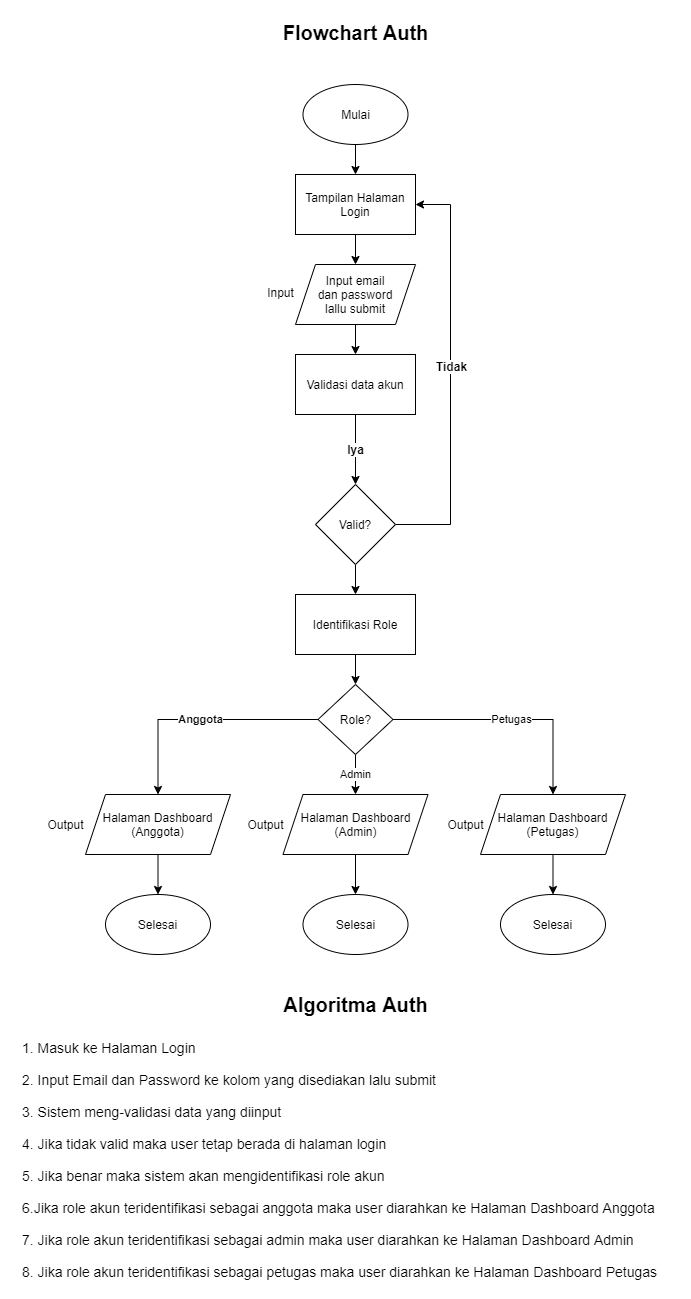 Flowchart Auth
Mulai
Tampilan Halaman
Login
Input
Input email
dan password
lallu submit
Validasi data akun
Tidak
Iya
Valid?
Identifikasi Role
Anggota
Role?
Petugas
Admin
Output
Halaman Dashboard
(Anggota)
Output
Halaman Dashboard
(Admin)
Output
Halaman Dashboard
(Petugas)
Selesai
Selesai
Selesai
Algoritma Auth
1. Masuk ke Halaman Login
2. Input Email dan Password ke kolom yang disediakan lalu submit
3. Sistem meng-validasi data yang diinput
4. Jika tidak valid maka user tetap berada di halaman login
5. Jika benar maka sistem akan mengidentifikasi role akun
6.Jika role akun teridentifikasi sebagai anggota maka user diarahkan ke Halaman Dashboard Anggota
7. Jika role akun teridentifikasi sebagai admin maka user diarahkan ke Halaman Dashboard Admin
8. Jika role akun teridentifikasi sebagai petugas maka user diarahkan ke Halaman Dashboard Petugas